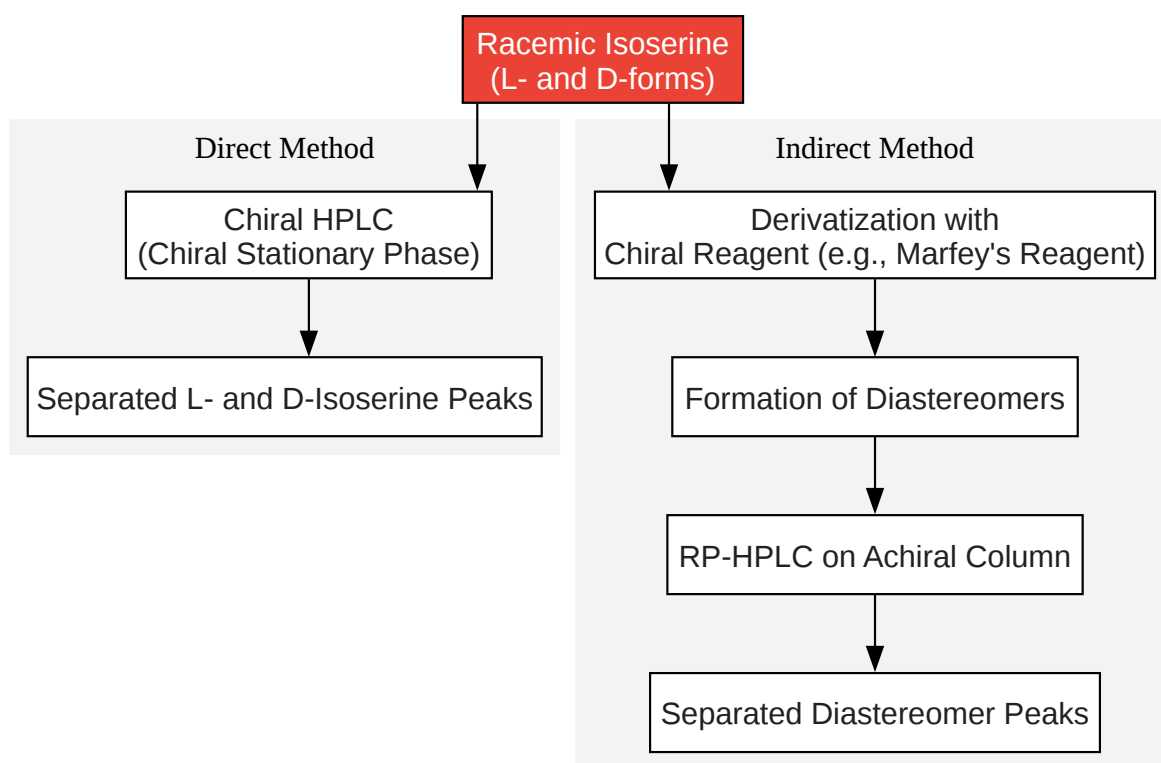 Racemic Isoserine
(L- and D-forms)
Direct Method
Chiral HPLC
(Chiral Stationary Phase)
Separated L- and D-Isoserine Peaks
Indirect Method
Derivatization with
Chiral Reagent (e.g., Marfey's Reagent)
Formation of Diastereomers
RP-HPLC on Achiral Column
Separated Diastereomer Peaks